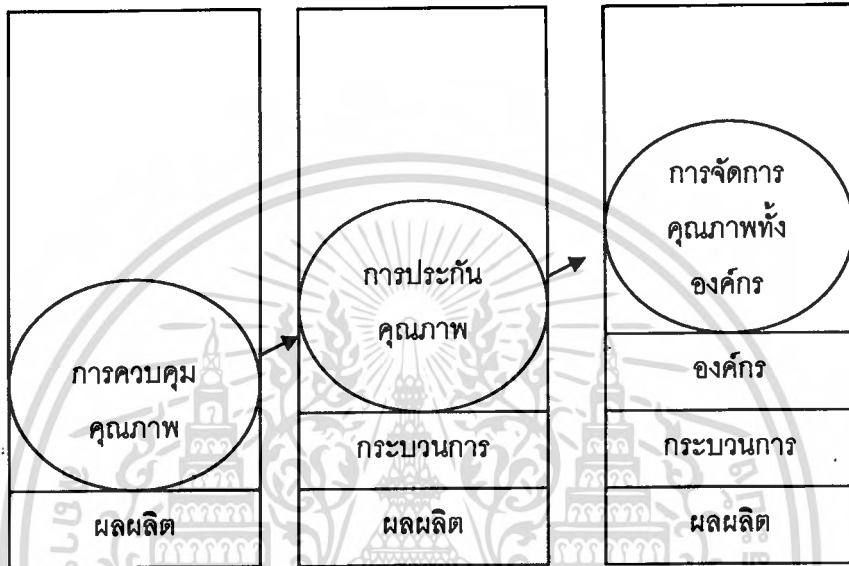 การควบคุม
คุณภาพ
ผลผลิต
การประกัน
คุณภาพ
กระบวนการ
ผลผลิต
การจัดการ
คุณภาพทั้ง
องค์กร
องค์กร
กระบวนการ
ผลผลิต